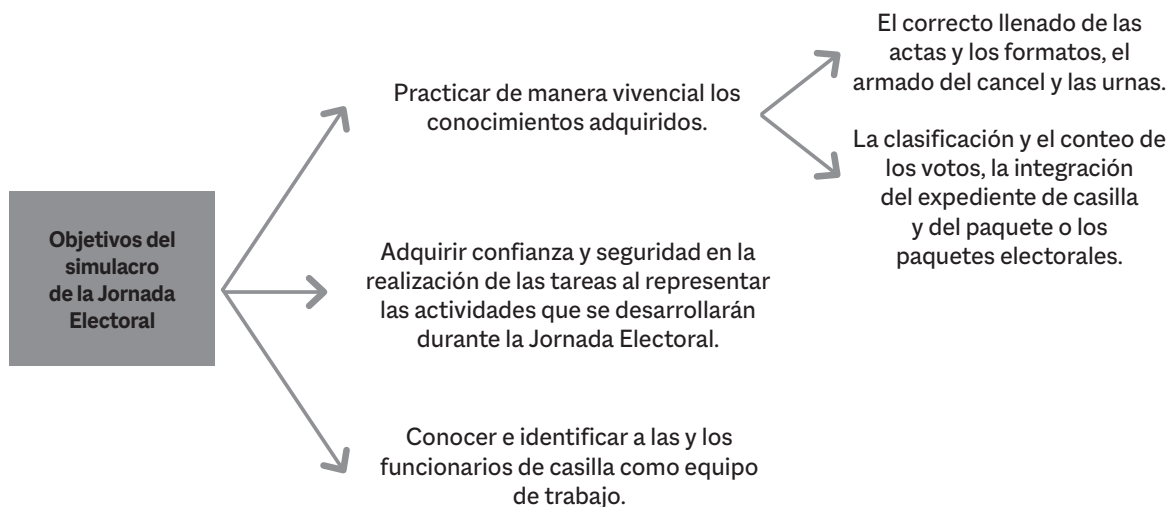 Objetivos del
simulacro
de la Jornada
Electoral
Practicar de manera vivencial los
conocimientos adquiridos.
El correcto llenado de las
actas y los formatos, el
armado del cancel y las urnas.
La clasificación y el conteo de
los votos, la integración
del expediente de casilla
y del paquete o los
paquetes electorales.
Adquirir confianza y seguridad en la
realización de las tareas al representar
las actividades que se desarrollarán
durante la Jornada Electoral.
Conocer e identificar a las y los
funcionarios de casilla como equipo
de trabajo.